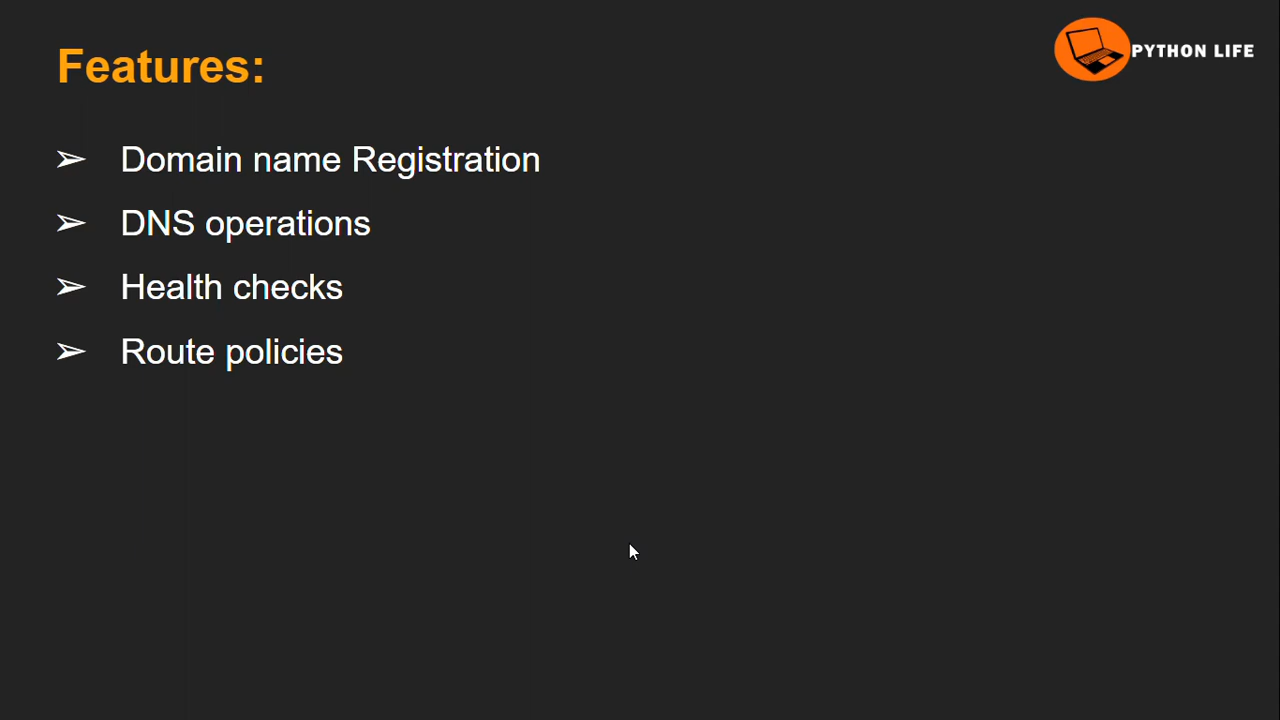 Features:
PYTHON LIFE
➢ Domain name Registration
➢ DNS operations
➢ Health checks
➢ Route policies